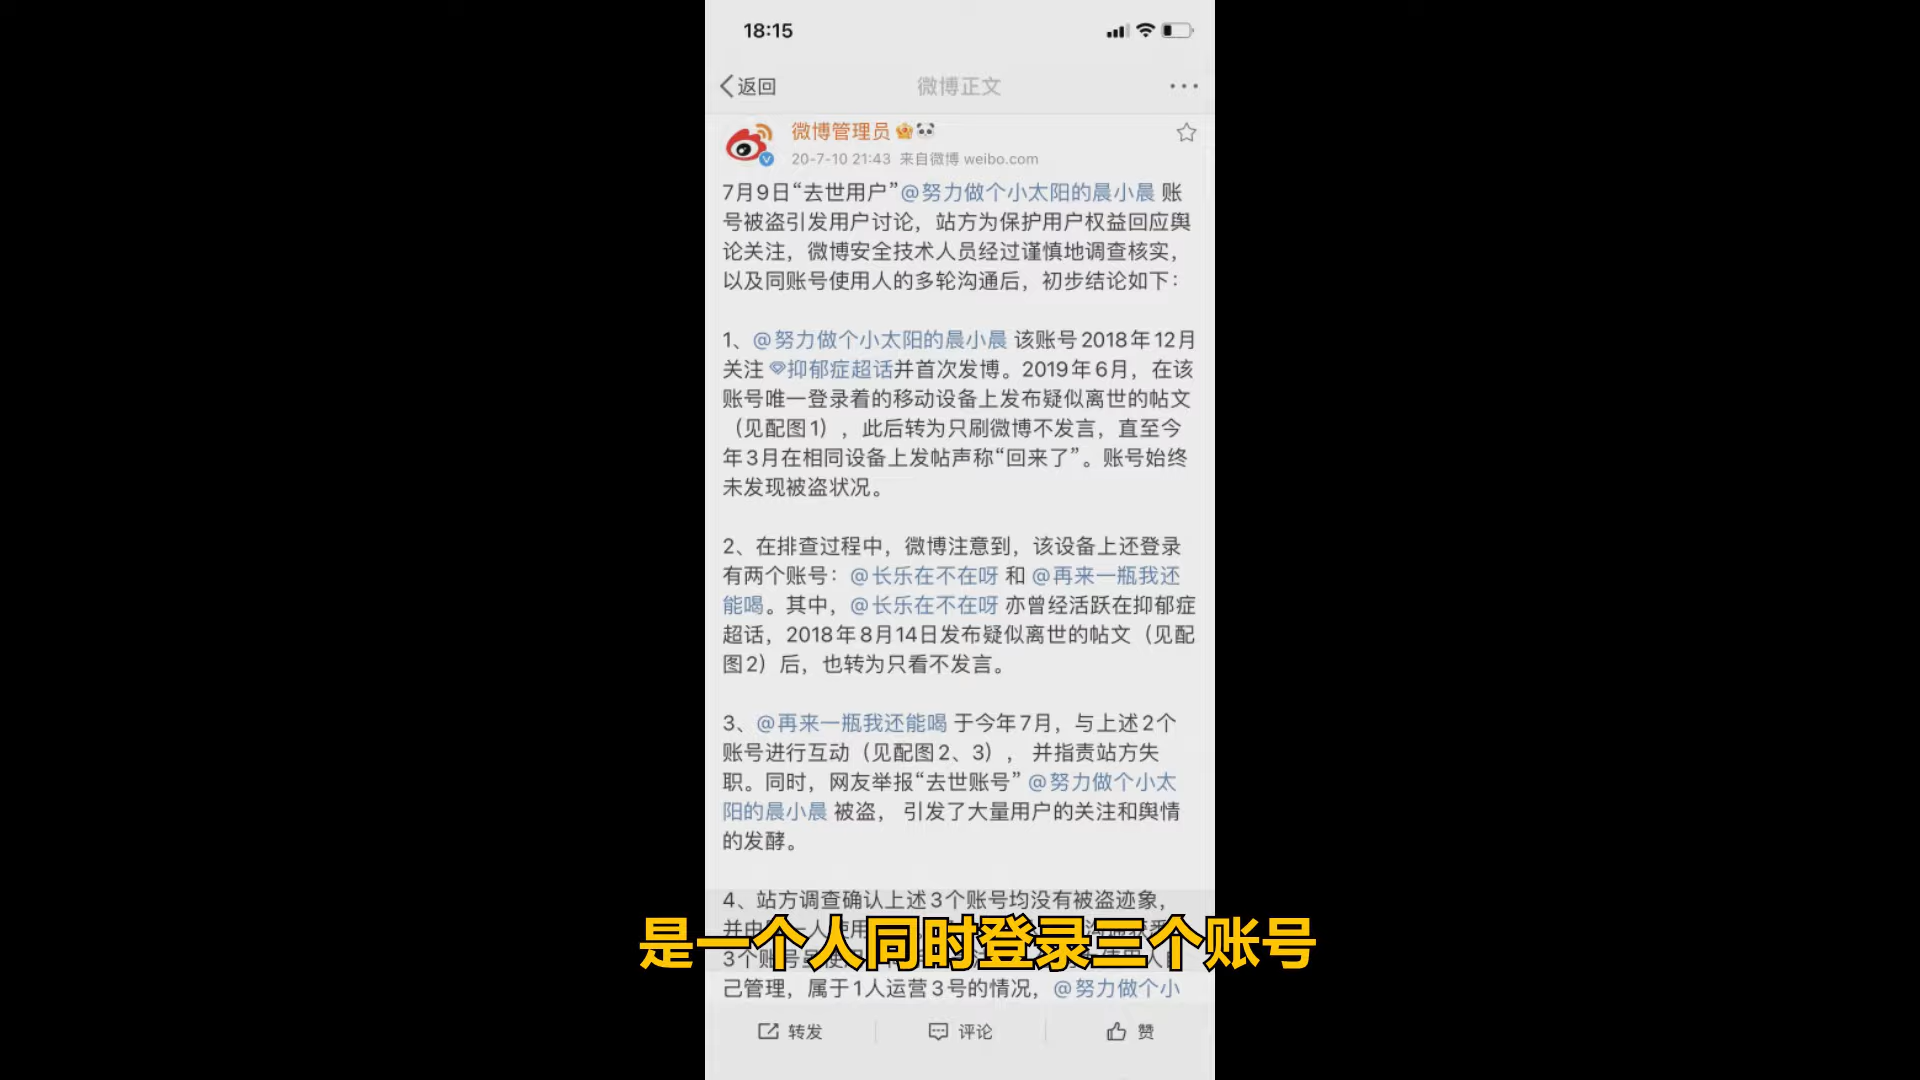 18:15
返回
微博正文
微博管理员
20-7-10 21:43 来自微博 weibo.com
7月9日“去世用户”@努力做个小太阳的晨小晨 账
号被盗引发用户讨论，站方为保护用户权益回应舆
论关注，微博安全技术人员经过谨慎地调查核实，
以及同账号使用人的多轮沟通后，初步结论如下：
1、@努力做个小太阳的晨小晨 该账号2018年12月
关注 抑郁症超话并首次发博。2019年6月，在该
账号唯一登录着的移动设备上发布疑似离世的帖文
（见配图1），此后转为只刷微博不发言，直至今
年3月在相同设备上发帖声称“回来了”。账号始终
未发现被盗状况。
2、在排查过程中，微博注意到，该设备上还登录
有两个账号：@长乐在不在呀 和 @再来一瓶我还
能喝。其中，@长乐在不在呀 亦曾经活跃在抑郁症
超话，2018年8月14日发布疑似离世的帖文（见配
图2）后，也转为只看不发言。
3、@再来一瓶我还能喝 于今年7月，与上述2个
账号进行互动（见配图2、3），并指责站方失
职。同时，网友举报“去世账号” @努力做个小太
阳的晨小晨 被盗，引发了大量用户的关注和舆情
的发酵。
4、站方调查确认上述3个账号均没有被盗迹象，
是一个人同时登录三个账号
己管理，属于1人运营3号的情况，@努力做个小
转发
评论
赞